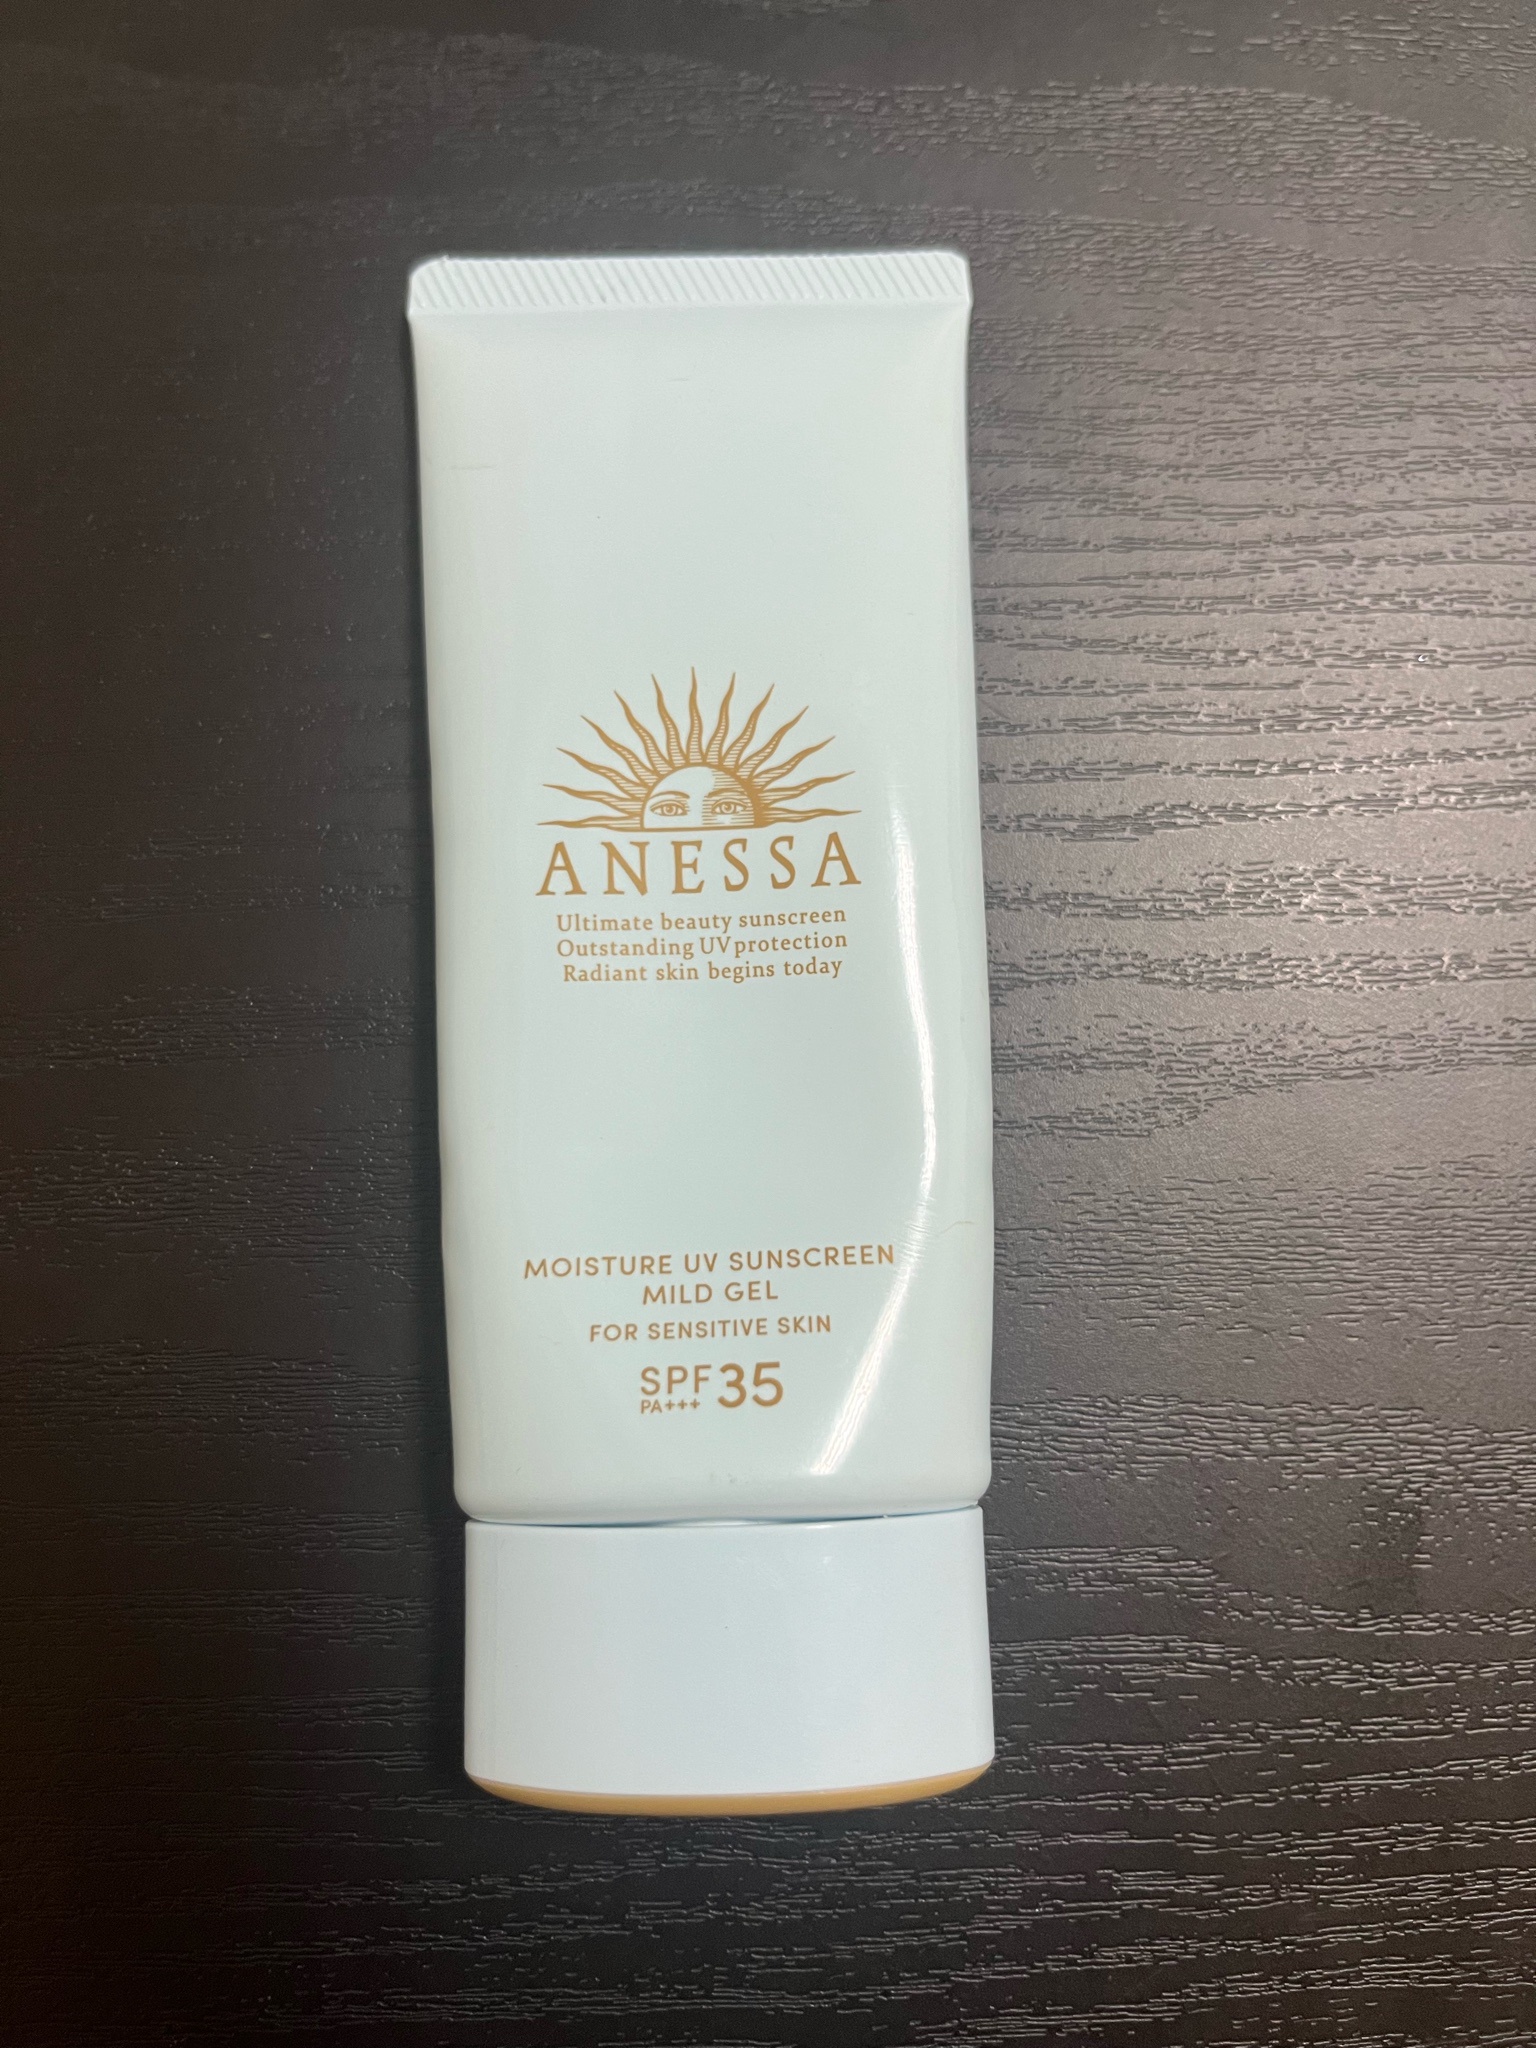 ANESSA
Ultimate beauty sunscreen
Outstanding UV protection
Radiant skin begins today
MOISTURE UV SUNSCREEN
MILD GEL
FOR SENSITIVE SKIN
SPF 35
PA+++